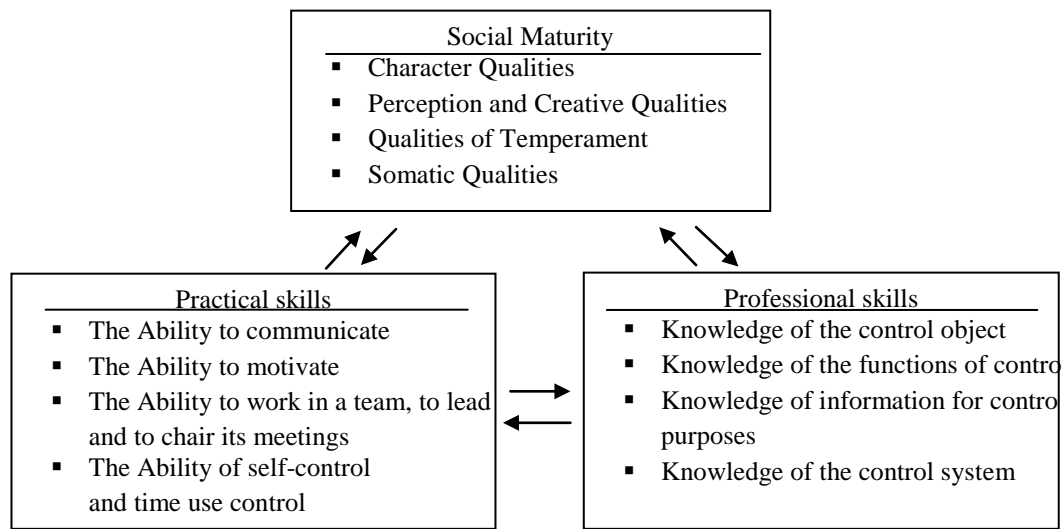 Social Maturity
▪ Character Qualities
▪ Perception and Creative Qualities
▪ Qualities of Temperament
▪ Somatic Qualities
Practical skills
▪ The Ability to communicate
▪ The Ability to motivate
▪ The Ability to work in a team, to lead
and to chair its meetings
▪ The Ability of self-control
and time use control
Professional skills
▪ Knowledge of the control object
▪ Knowledge of the functions of contro
▪ Knowledge of information for contro
purposes
▪ Knowledge of the control system